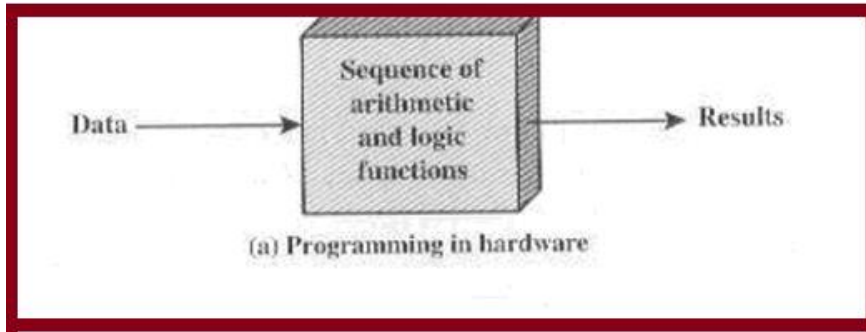 Sequence of
arithmetic
and logic
functions
Data
Results
(a) Programming in hardware